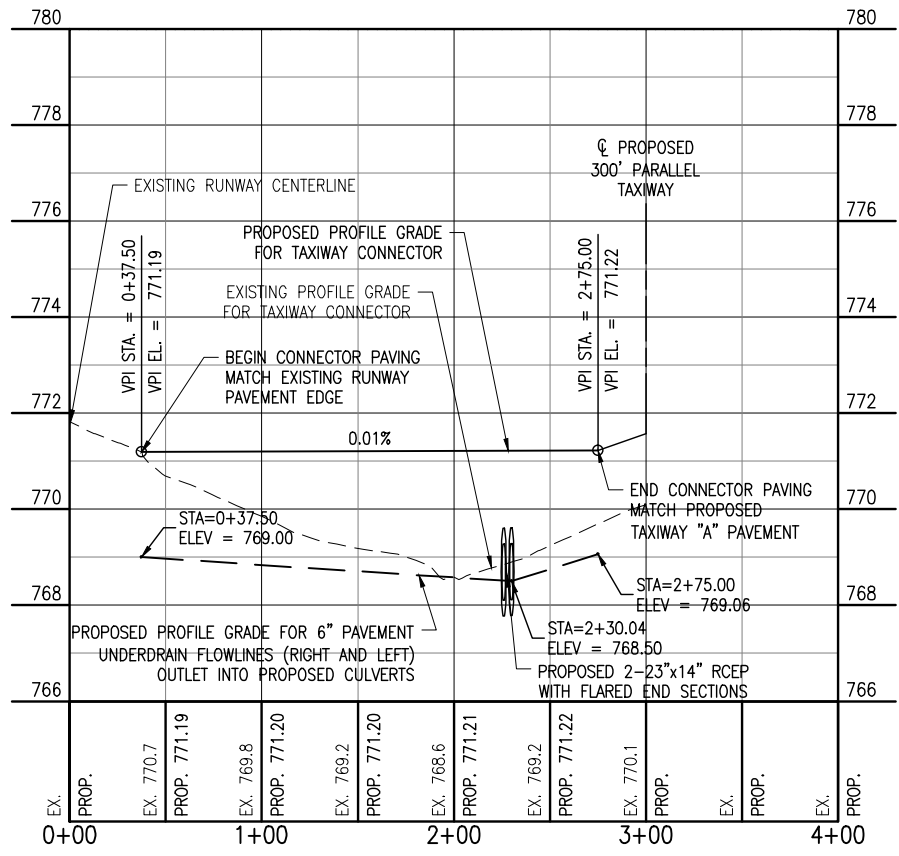 780
780
778
778
℄ PROPOSED
300' PARALLEL
TAXIWAY
EXISTING RUNWAY CENTERLINE
776
776
PROPOSED PROFILE GRADE
FOR TAXIWAY CONNECTOR
VPI STA. = 0+37.50
VPI EL. = 771.19
VPI STA. = 2+75.00
VPI EL. = 771.22
EXISTING PROFILE GRADE
FOR TAXIWAY CONNECTOR
774
774
BEGIN CONNECTOR PAVING
MATCH EXISTING RUNWAY
PAVEMENT EDGE
772
772
0.01%
END CONNECTOR PAVING
MATCH PROPOSED
TAXIWAY "A" PAVEMENT
770
770
STA=0+37.50
ELEV = 769.00
STA=2+75.00
ELEV = 769.06
768
768
STA=2+30.04
ELEV = 768.50
PROPOSED PROFILE GRADE FOR 6" PAVEMENT
UNDERDRAIN FLOWLINES (RIGHT AND LEFT)
OUTLET INTO PROPOSED CULVERTS
PROPOSED 2-23"x14" RCEP
WITH FLARED END SECTIONS
766
766
EX.
PROP.
EX. 770.7
PROP. 771.19
EX. 769.8
PROP. 771.20
EX. 769.2
PROP. 771.20
EX. 768.6
PROP. 771.21
EX. 769.2
PROP. 771.22
EX. 770.1
PROP.
EX.
PROP.
EX.
PROP.
0+00
1+00
2+00
3+00
4+00